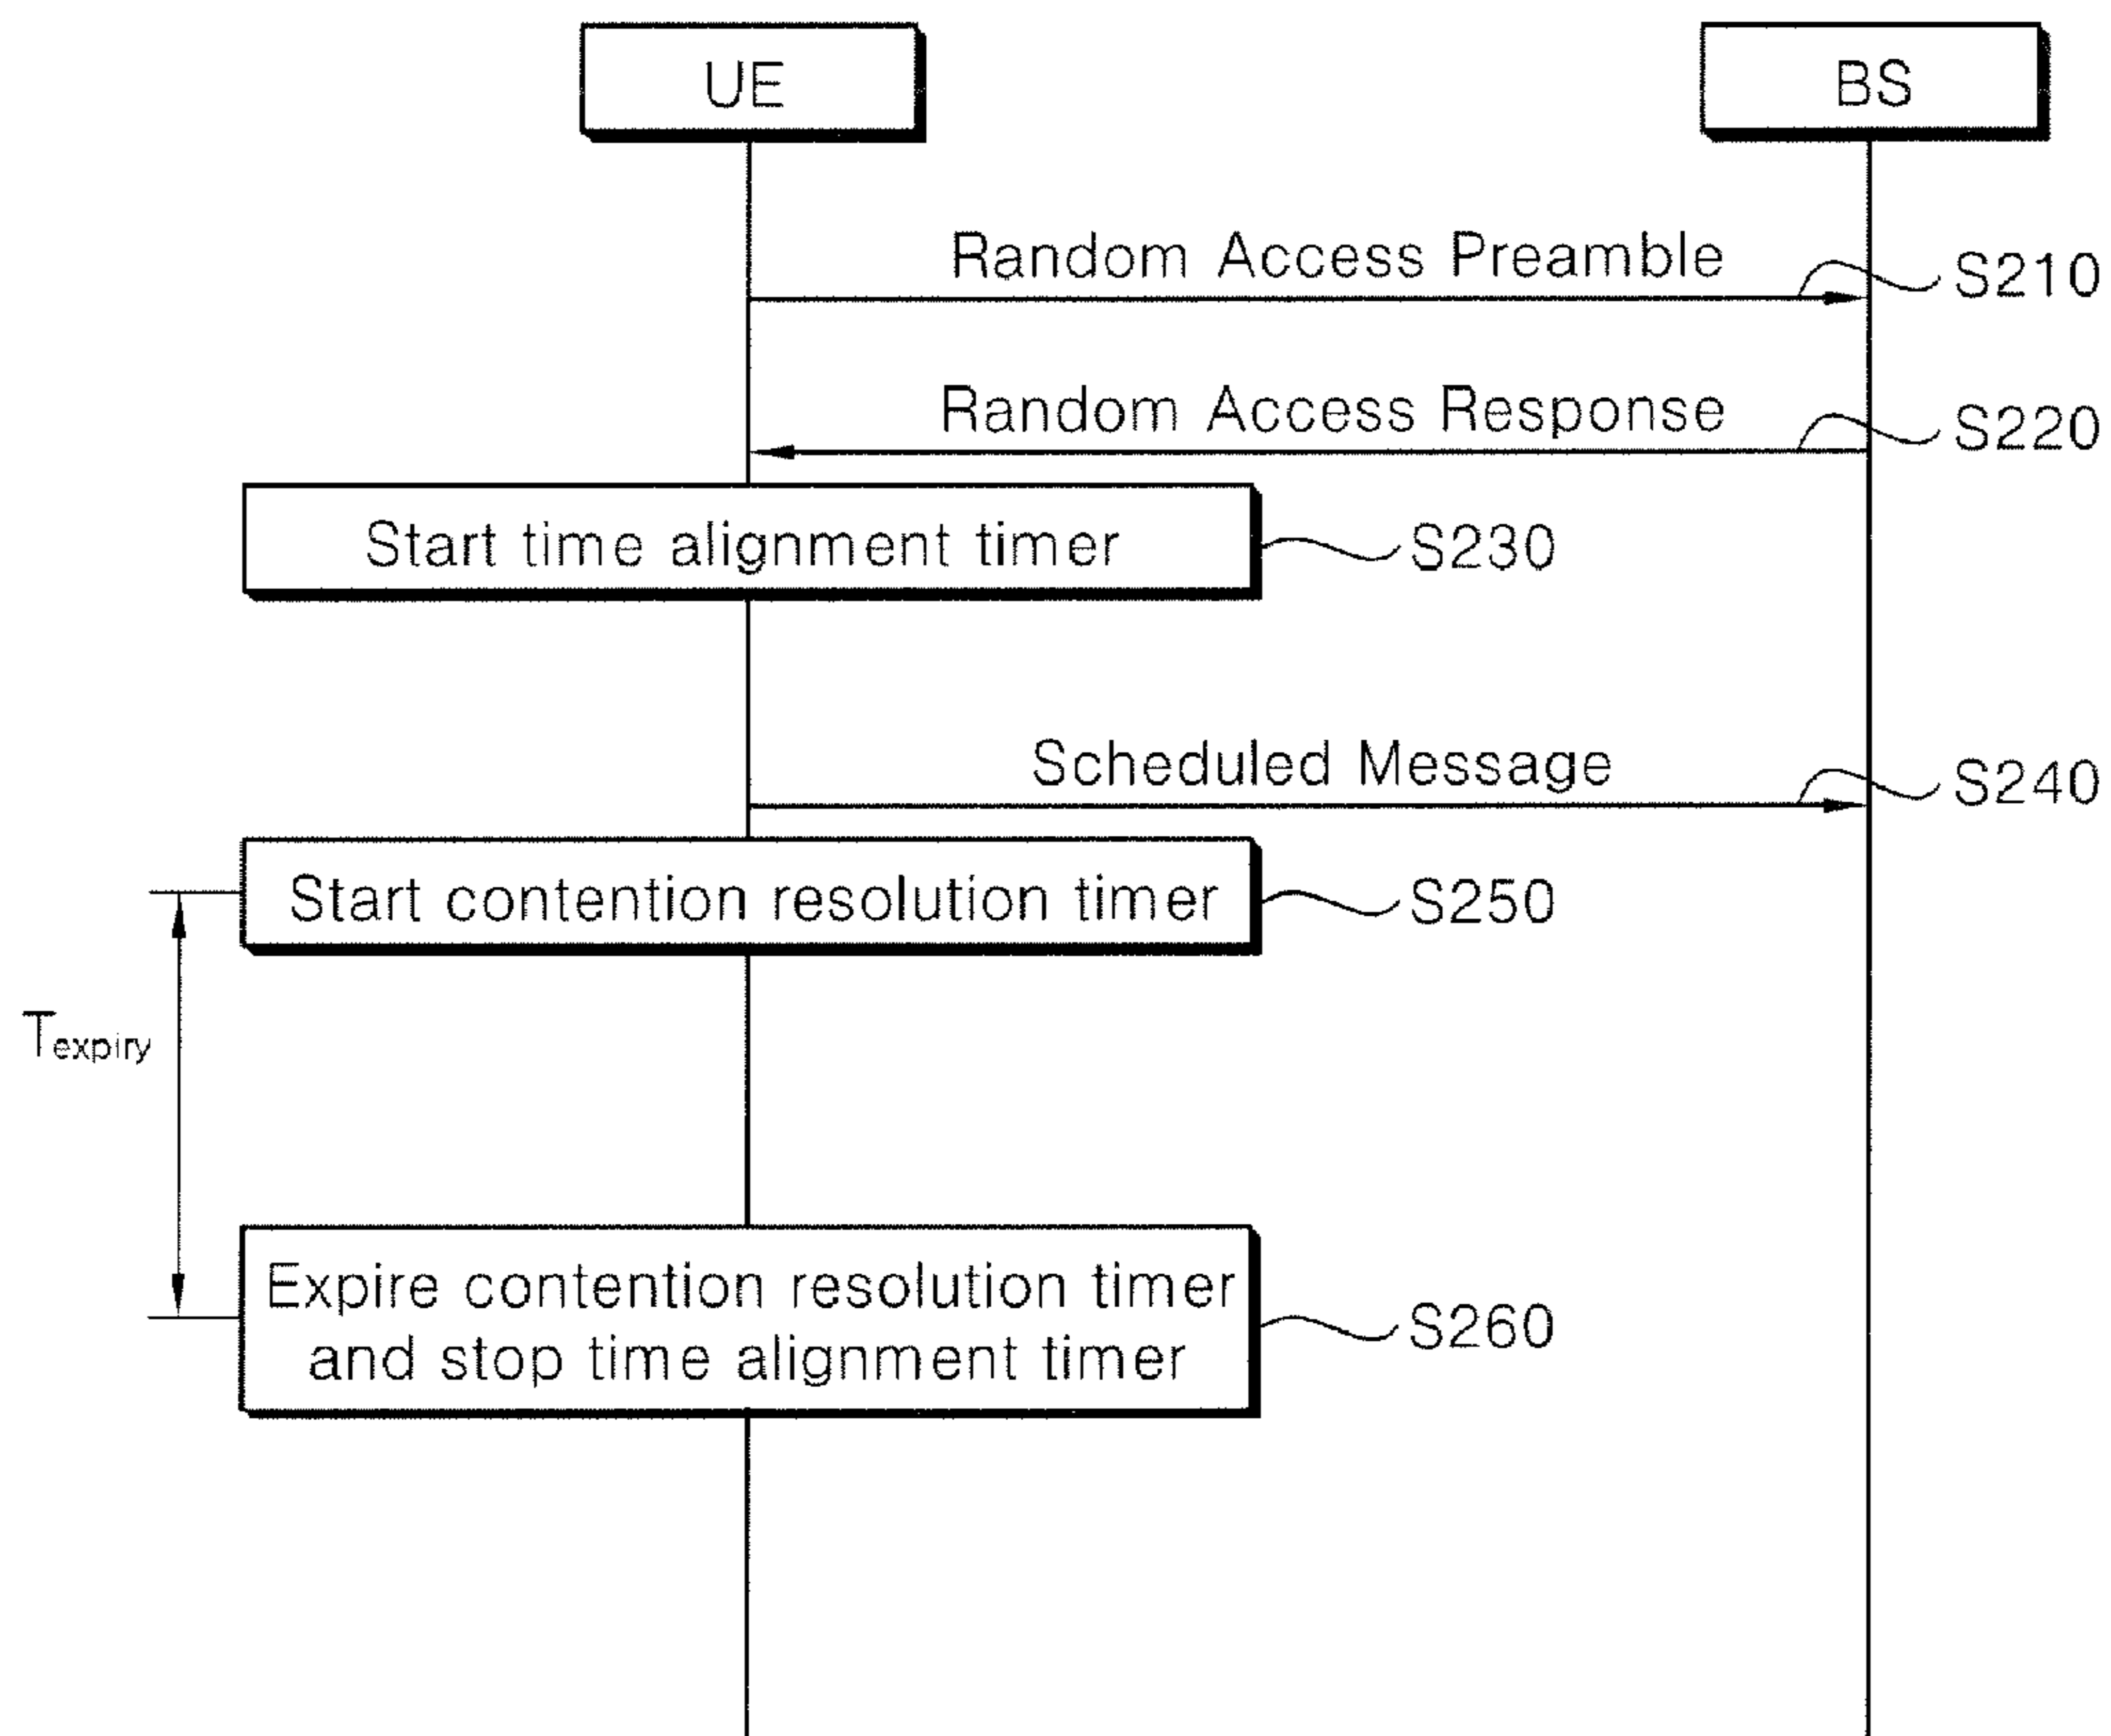 UE
BS
Random Access Preamble
S210
Random Access Response
S220
Start time alignment timer
S230
Scheduled Message
S240
Start contention resolution timer
S250
Texpiry
Expire contention resolution timer
and stop time alignment timer
S260